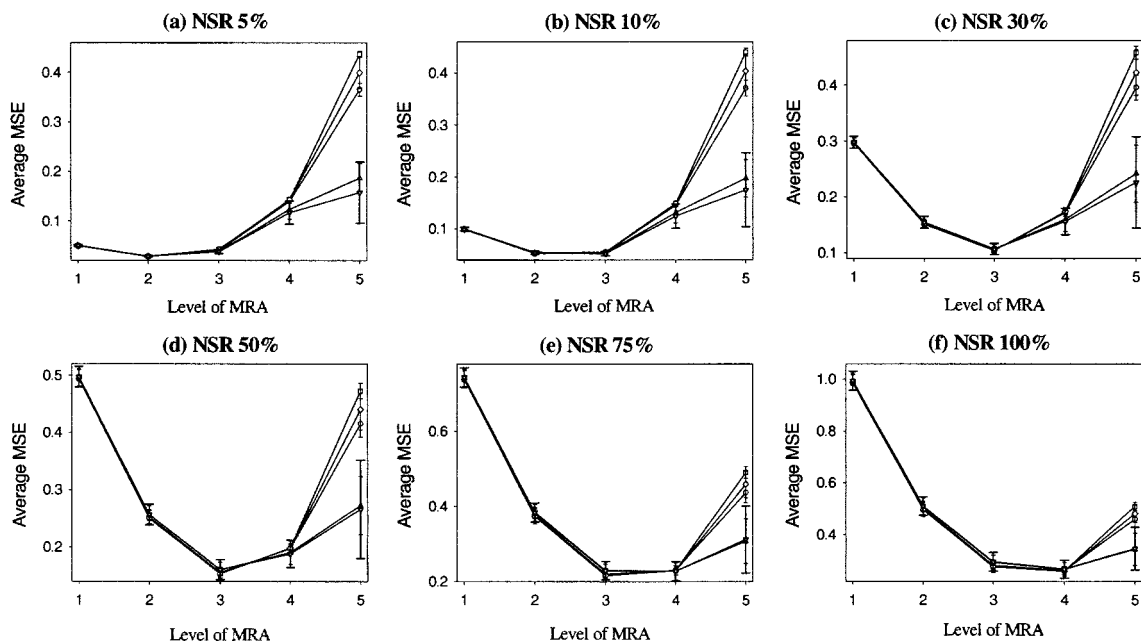 (a) NSR 5%
(b) NSR 10%
(c) NSR 30%
Average MSE
0.4
0.3
0.2
0.1
1 2 3 4 5
Level of MRA
Average MSE
0.4
0.3
0.2
0.1
1 2 3 4 5
Level of MRA
Average MSE
0.4
0.3
0.2
0.1
1 2 3 4 5
Level of MRA
(d) NSR 50%
(e) NSR 75%
(f) NSR 100%
Average MSE
0.5
0.4
0.3
0.2
1 2 3 4 5
Level of MRA
Average MSE
0.6
0.4
0.2
1 2 3 4 5
Level of MRA
Average MSE
1.0
0.8
0.6
0.4
1 2 3 4 5
Level of MRA